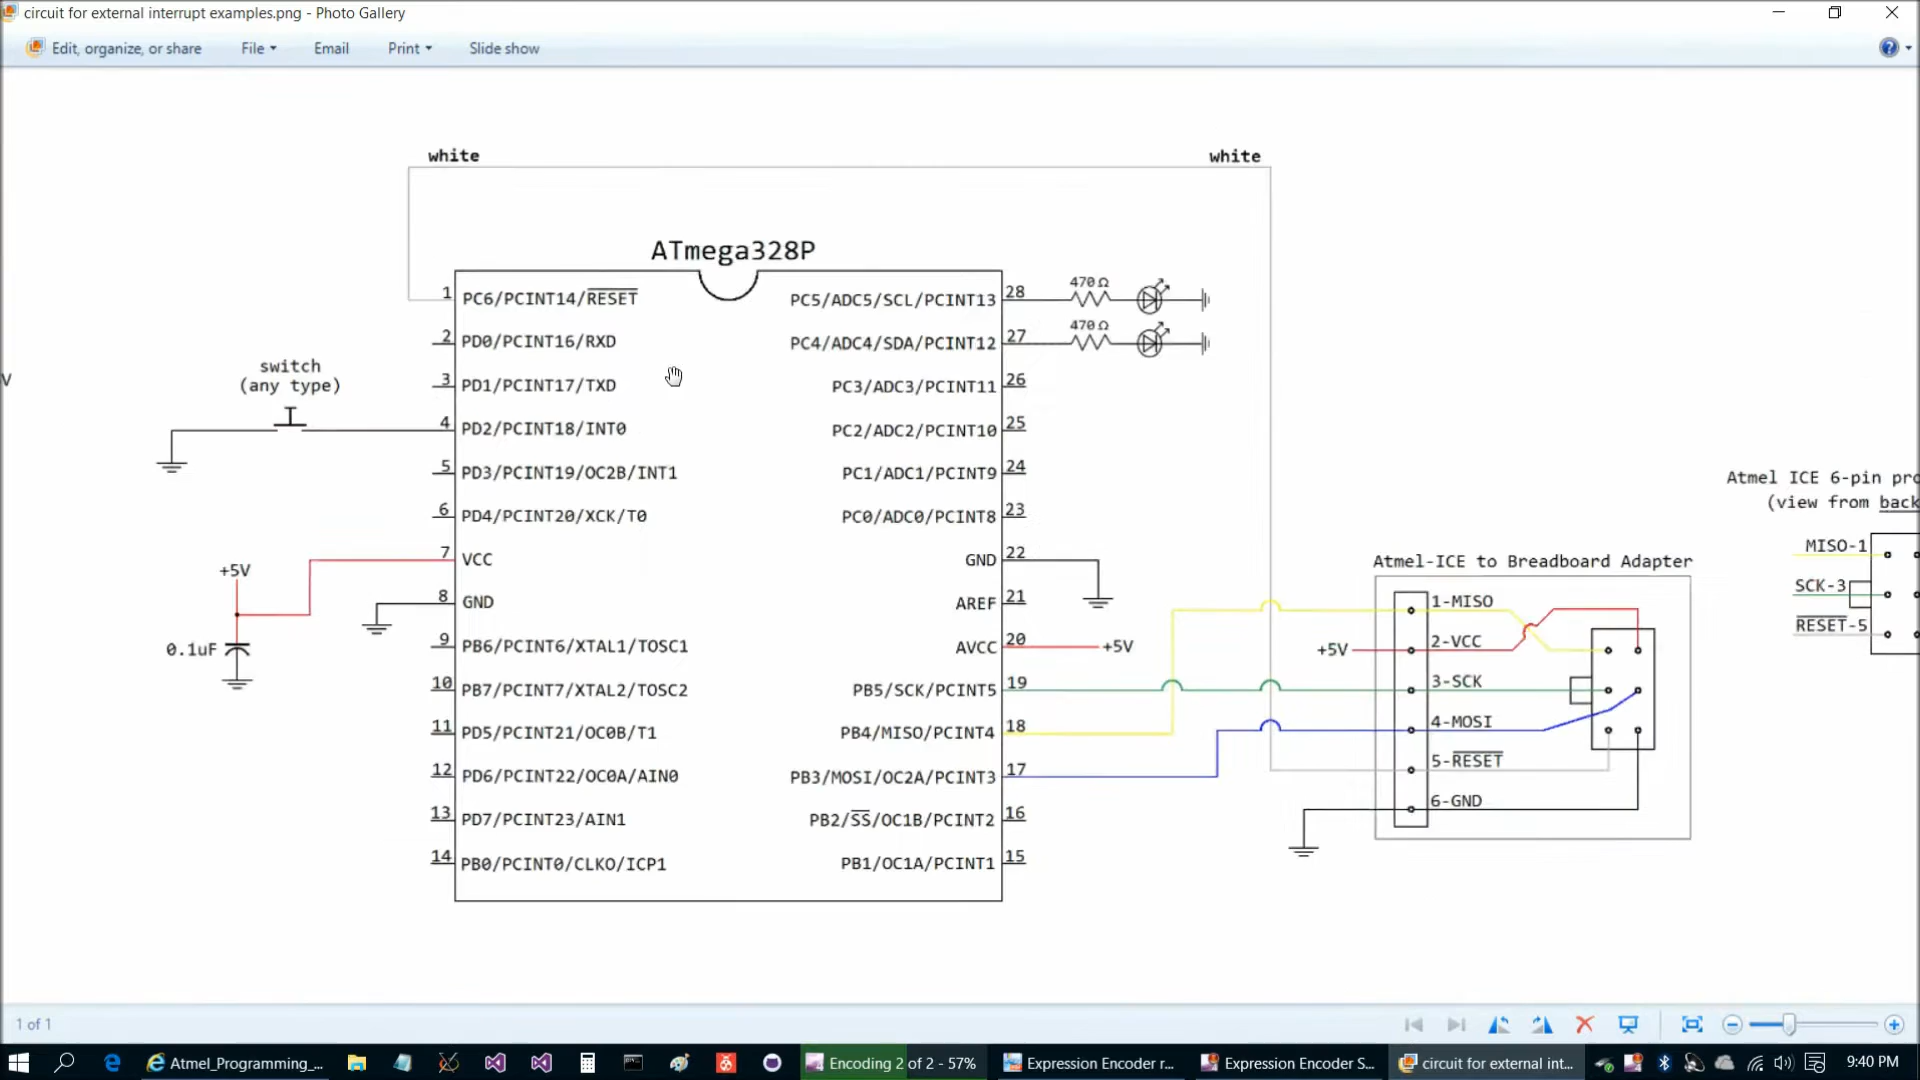 circuit for external interrupt examples.png - Photo Gallery
Edit, organize, or share File Email Print Slide show
white white
ATmega328P
1 PC6/PCINT14/RESET
2 PD0/PCINT16/RXD
3 PD1/PCINT17/TXD
4 PD2/PCINT18/INT0
5 PD3/PCINT19/OC2B/INT1
6 PD4/PCINT20/XCK/T0
7 VCC
8 GND
9 PB6/PCINT6/XTAL1/TOSC1
10 PB7/PCINT7/XTAL2/TOSC2
11 PD5/PCINT21/OC0B/T1
12 PD6/PCINT22/OC0A/AIN0
13 PD7/PCINT23/AIN1
14 PB0/PCINT0/CLKO/ICP1
PC5/ADC5/SCL/PCINT13 28
PC4/ADC4/SDA/PCINT12 27
PC3/ADC3/PCINT11 26
PC2/ADC2/PCINT10 25
PC1/ADC1/PCINT9 24
PC0/ADC0/PCINT8 23
GND 22
AREF 21
AVCC 20
PB5/SCK/PCINT5 19
PB4/MISO/PCINT4 18
PB3/MOSI/OC2A/PCINT3 17
PB2/SS/OC1B/PCINT2 16
PB1/OC1A/PCINT1 15
470 Ω
470 Ω
V
switch
(any type)
+5V
0.1uF
+5V
Atmel-ICE to Breadboard Adapter
1-MISO
+5V 2-VCC
3-SCK
4-MOSI
5-RESET
6-GND
Atmel ICE 6-pin pro
(view from back
MISO-1
SCK-3
RESET-5
1 of 1
Atmel_Programming_... Encoding 2 of 2 - 57% Expression Encoder r... Expression Encoder S... circuit for external int... 9:40 PM